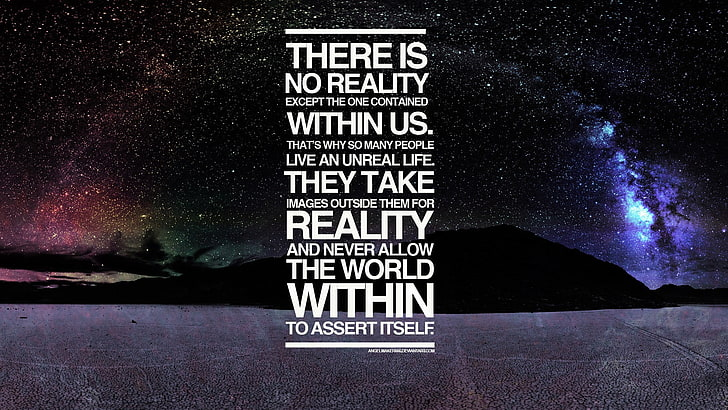 THERE IS
NO REALITY
EXCEPT THE ONE CONTAINED
WITHIN US.
THAT'S WHY SO MANY PEOPLE
LIVE AN UNREAL LIFE.
THEY TAKE
IMAGES OUTSIDE THEM FOR
REALITY
AND NEVER ALLOW
THE WORLD
WITHIN
TO ASSERT ITSELF.